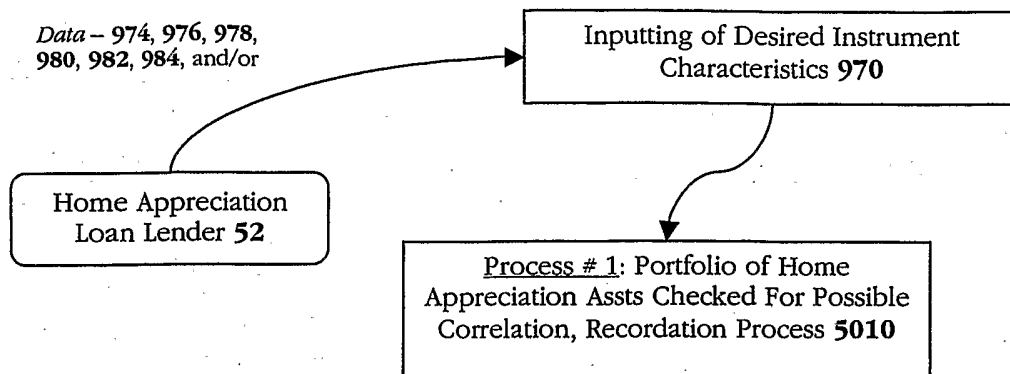 Data – 974, 976, 978,
980, 982, 984, and/or
Inputting of Desired Instrument
Characteristics 970
Home Appreciation
Loan Lender 52
Process # 1: Portfolio of Home
Appreciation Assts Checked For Possible
Correlation, Recordation Process 5010